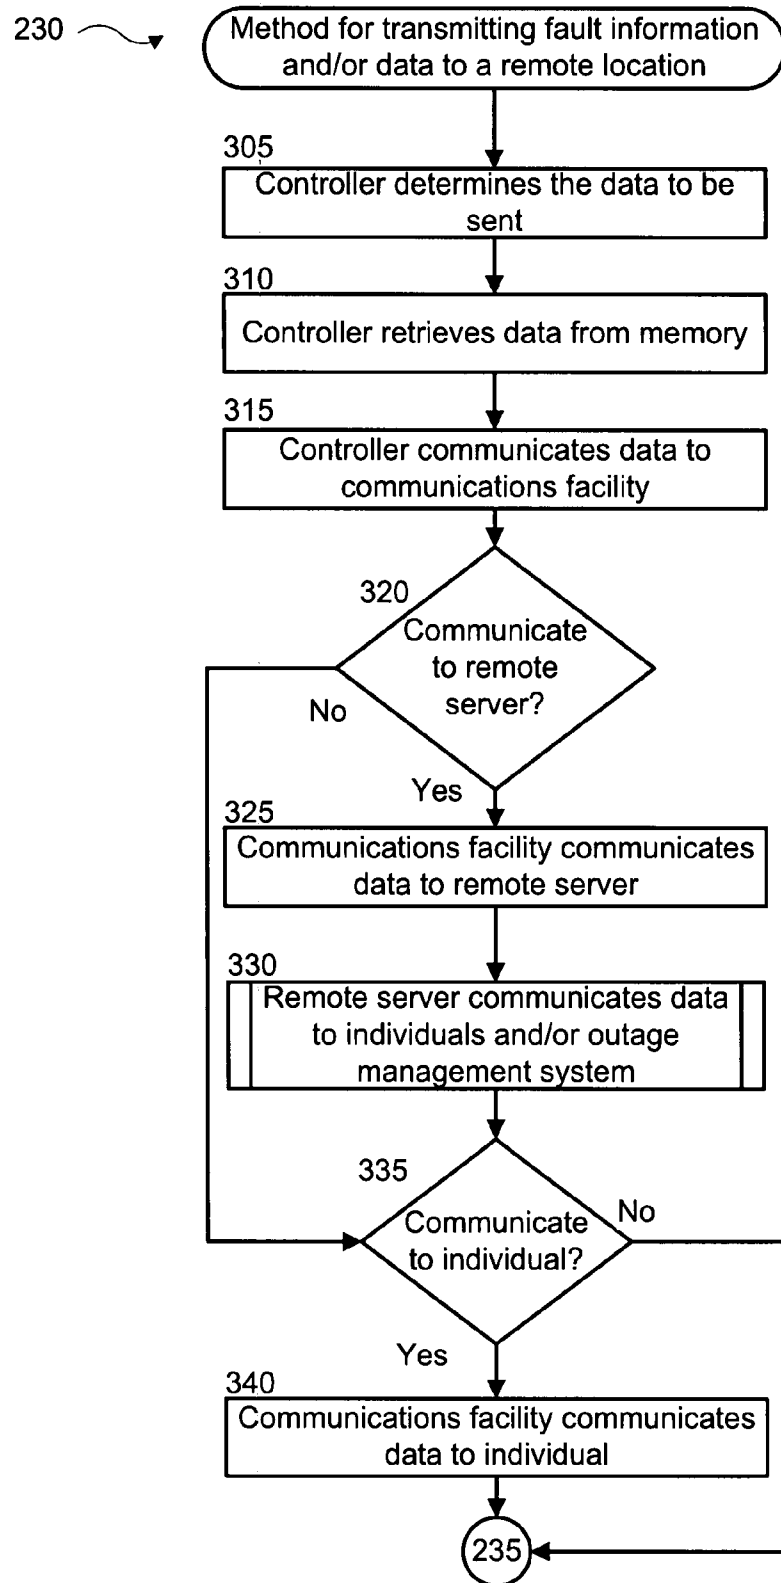 230
Method for transmitting fault information
and/or data to a remote location
305
Controller determines the data to be
sent
310
Controller retrieves data from memory
315
Controller communicates data to
communications facility
320
Communicate
to remote
server?
No
Yes
325
Communications facility communicates
data to remote server
330
Remote server communicates data
to individuals and/or outage
management system
335
Communicate
to individual?
No
Yes
340
Communications facility communicates
data to individual
235